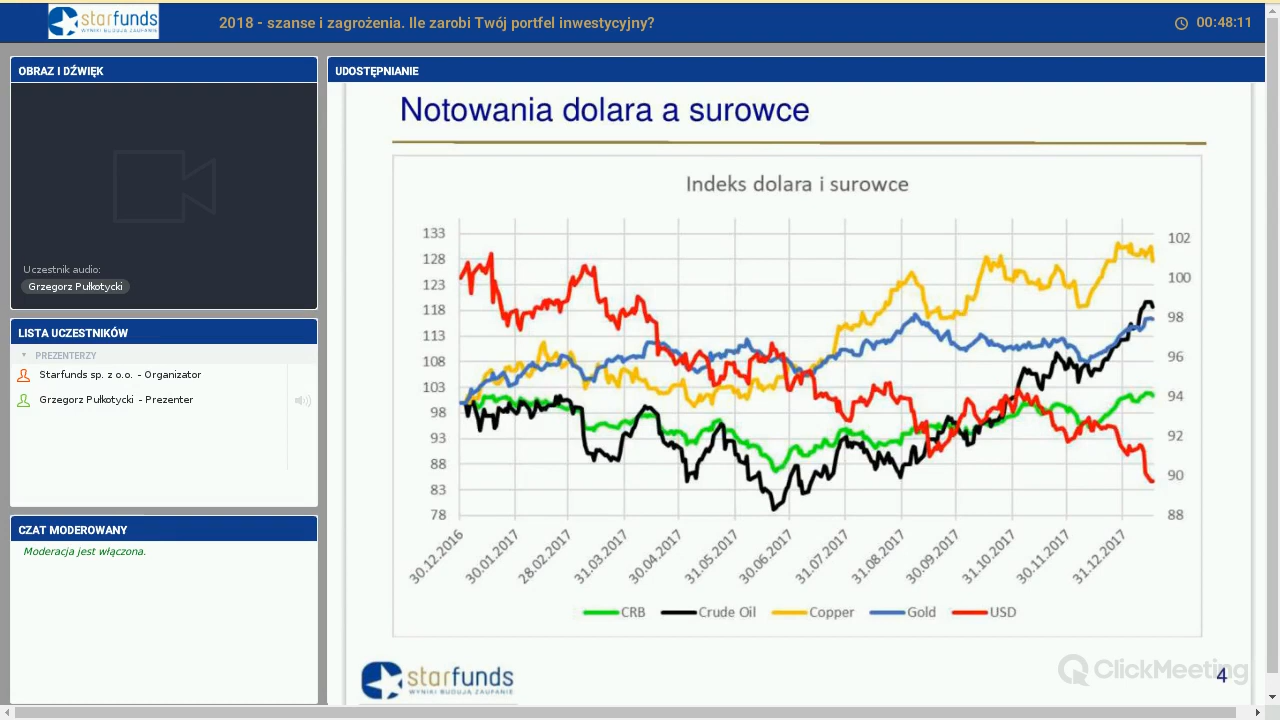 starfunds
WYNIKI BUDUJĄ ZAUFANIE
2018 - szanse i zagrożenia. Ile zarobi Twój portfel inwestycyjny?
00:48:11
OBRAZ I DŹWIĘK
Uczestnik audio:
Grzegorz Pułkotycki
LISTA UCZESTNIKÓW
PREZENTERZY
Starfunds sp. z o.o. - Organizator
Grzegorz Pułkotycki - Prezenter
CZAT MODEROWANY
Moderacja jest włączona.
UDOSTĘPNIANIE
Notowania dolara a surowce
Indeks dolara i surowce
133
128
123
118
113
108
103
98
93
88
83
78
102
100
98
96
94
92
90
88
30.12.2016
30.01.2017
28.02.2017
31.03.2017
30.04.2017
31.05.2017
30.06.2017
31.07.2017
31.08.2017
30.09.2017
31.10.2017
30.11.2017
31.12.2017
CRB
Crude Oil
Copper
Gold
USD
starfunds
WYNIKI BUDUJĄ ZAUFANIE
ClickMeeting
4